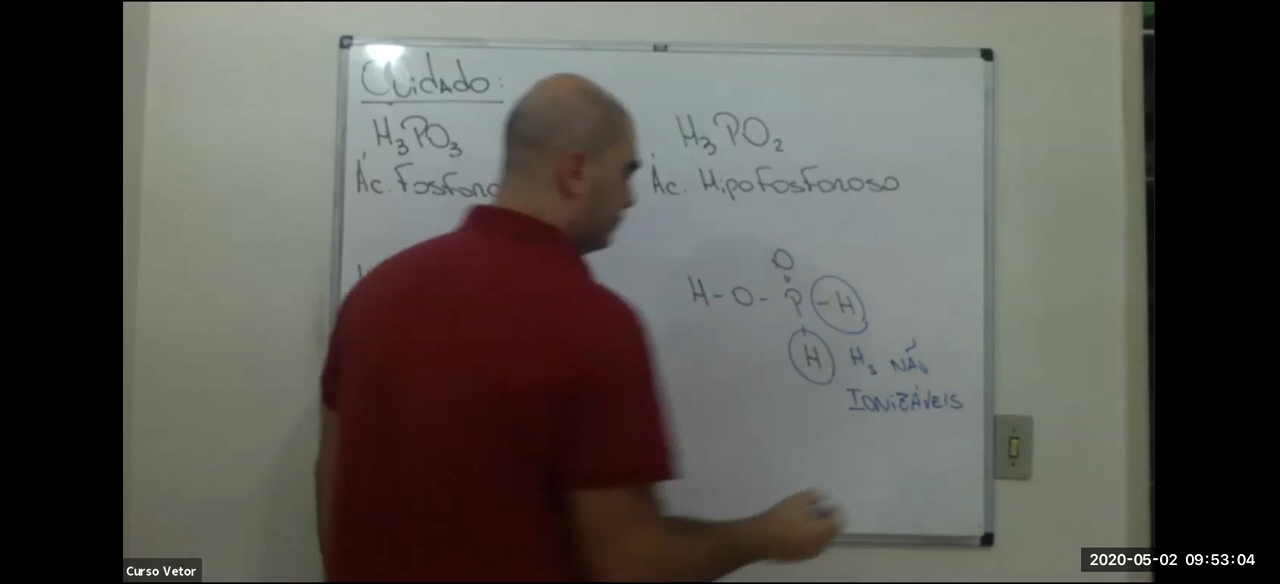 Cuidado:
H₃PO₃
Ác. Fosforo
H₃PO₂
Ác. Hipofosforoso
O
H-O-P-H
H
Hs NÃO
IONIZÁVEIS
Curso Vetor
2020-05-02 09:53:04